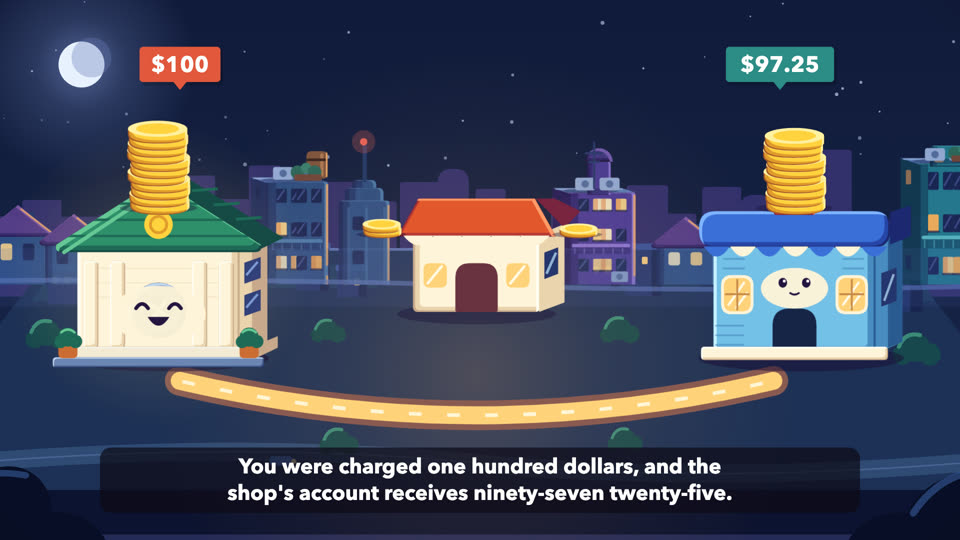 $100
$97.25
You were charged one hundred dollars, and the
shop's account receives ninety-seven twenty-five.